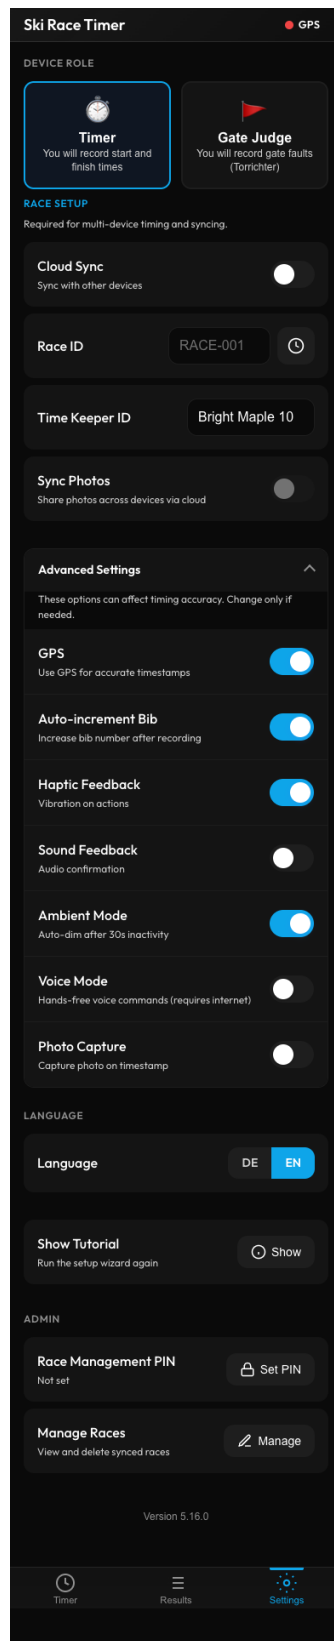 Ski Race Timer
GPS
DEVICE ROLE
Timer
You will record start and
finish times
Gate Judge
You will record gate faults
(Torrichter)
RACE SETUP
Required for multi-device timing and syncing.
Cloud Sync
Sync with other devices
Race ID
RACE-001
Time Keeper ID
Bright Maple 10
Sync Photos
Share photos across devices via cloud
Advanced Settings
These options can affect timing accuracy. Change only if
needed.
GPS
Use GPS for accurate timestamps
Auto-increment Bib
Increase bib number after recording
Haptic Feedback
Vibration on actions
Sound Feedback
Audio confirmation
Ambient Mode
Auto-dim after 30s inactivity
Voice Mode
Hands-free voice commands (requires internet)
Photo Capture
Capture photo on timestamp
LANGUAGE
Language
DE
EN
Show Tutorial
Run the setup wizard again
Show
ADMIN
Race Management PIN
Not set
Set PIN
Manage Races
View and delete synced races
Manage
Version 5.16.0
Timer
Results
Settings